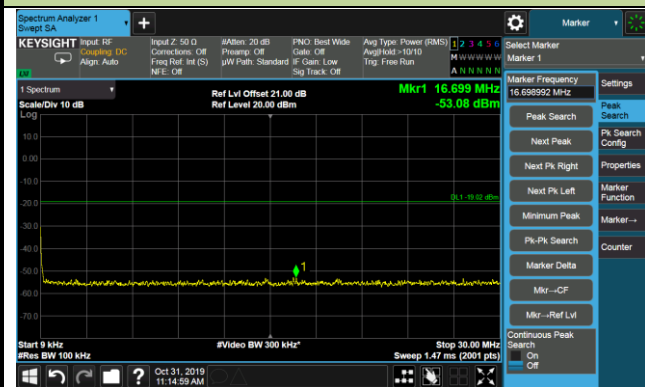 Spectrum Analyzer 1
Swept SA
Marker
KEYSIGHT
Input: RF
Coupling: DC
Align: Auto
Input Z: 50 Ω
Corrections: Off
Freq Ref: Int (S)
NFE: Off
#Atten: 20 dB
Preamp: Off
µW Path: Standard
PNO: Best Wide
Gate: Off
IF Gain: Low
Sig Track: Off
Avg Type: Power (RMS)
Avg|Hold:>10/10
Trig: Free Run
1 2 3 4 5 6
M W W W W W
A N N N N N
Select Marker
Marker 1
1 Spectrum
Scale/Div 10 dB
Log
Ref Lvl Offset 21.00 dB
Ref Level 20.00 dBm
Mkr1 16.699 MHz
-53.08 dBm
10.0
0.00
-10.0
-20.0
-30.0
-40.0
-50.0
-60.0
-70.0
DL1 -19.02 dBm
1
Start 9 kHz
#Res BW 100 kHz
#Video BW 300 kHz*
Stop 30.00 MHz
Sweep 1.47 ms (2001 pts)
Marker Frequency
16.698992 MHz
Peak Search
Next Peak
Next Pk Right
Next Pk Left
Minimum Peak
Pk-Pk Search
Marker Delta
Mkr→CF
Mkr→Ref Lvl
Continuous Peak
Search
On
Off
Settings
Peak
Search
Pk Search
Config
Properties
Marker
Function
Marker→
Counter
Oct 31, 2019
11:14:59 AM